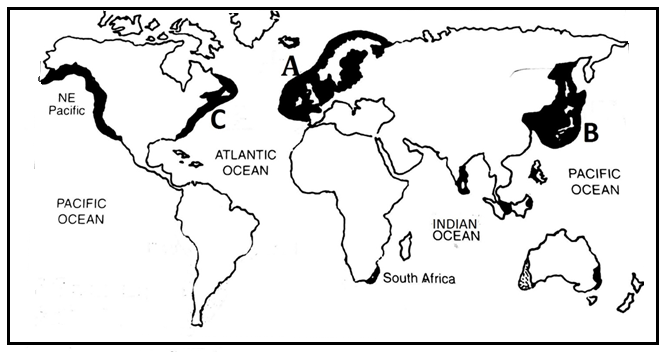 A
NE
Pacific
C
ATLANTIC
OCEAN
B
PACIFIC
OCEAN
PACIFIC
OCEAN
INDIAN
OCEAN
South Africa